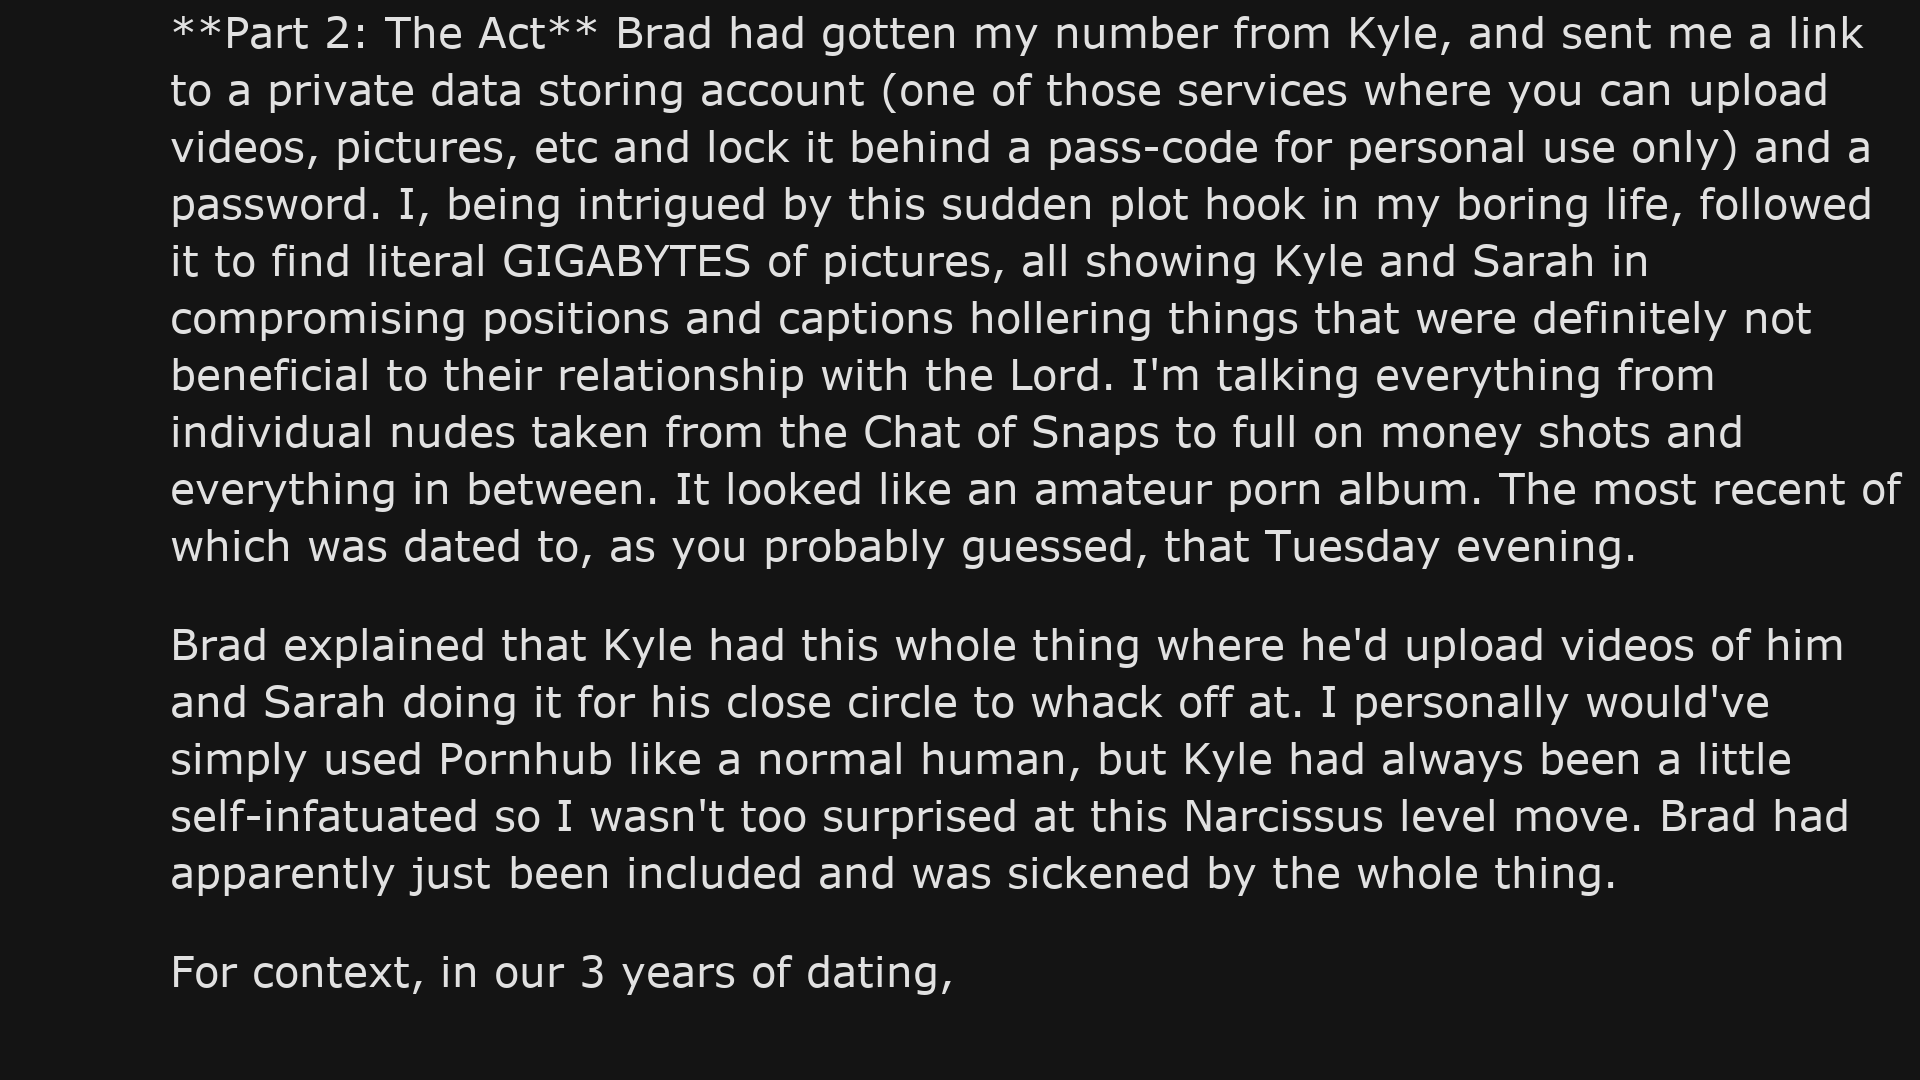 **Part 2: The Act** Brad had gotten my number from Kyle, and sent me a link
to a private data storing account (one of those services where you can upload
videos, pictures, etc and lock it behind a pass-code for personal use only) and a
password. I, being intrigued by this sudden plot hook in my boring life, followed
it to find literal GIGABYTES of pictures, all showing Kyle and Sarah in
compromising positions and captions hollering things that were definitely not
beneficial to their relationship with the Lord. I'm talking everything from
individual nudes taken from the Chat of Snaps to full on money shots and
everything in between. It looked like an amateur porn album. The most recent of
which was dated to, as you probably guessed, that Tuesday evening.
Brad explained that Kyle had this whole thing where he'd upload videos of him
and Sarah doing it for his close circle to whack off at. I personally would've
simply used Pornhub like a normal human, but Kyle had always been a little
self-infatuated so I wasn't too surprised at this Narcissus level move. Brad had
apparently just been included and was sickened by the whole thing.
For context, in our 3 years of dating,